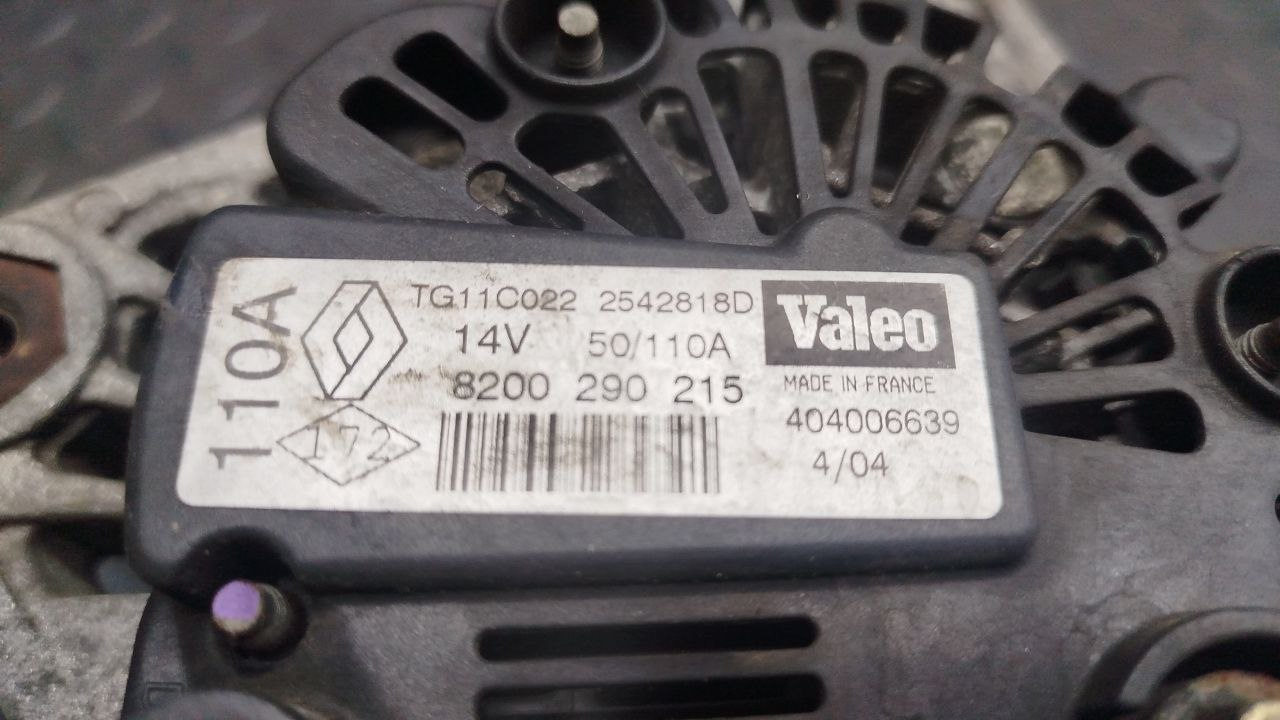 110A
TG11C022 2542818D
14V 50/110A
8200 290 215
172
Valeo
MADE IN FRANCE
404006639
4/04